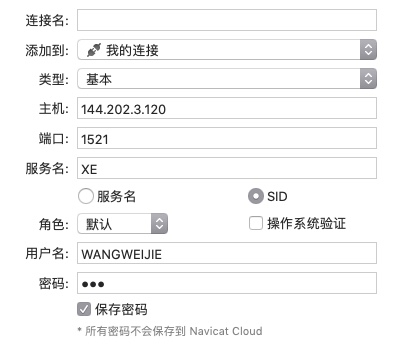 连接名:
添加到: 我的连接
类型: 基本
主机: 144.202.3.120
端口: 1521
服务名: XE
服务名 SID
角色: 默认 操作系统验证
用户名: WANGWEIJIE
密码: ●●●
保存密码
* 所有密码不会保存到 Navicat Cloud